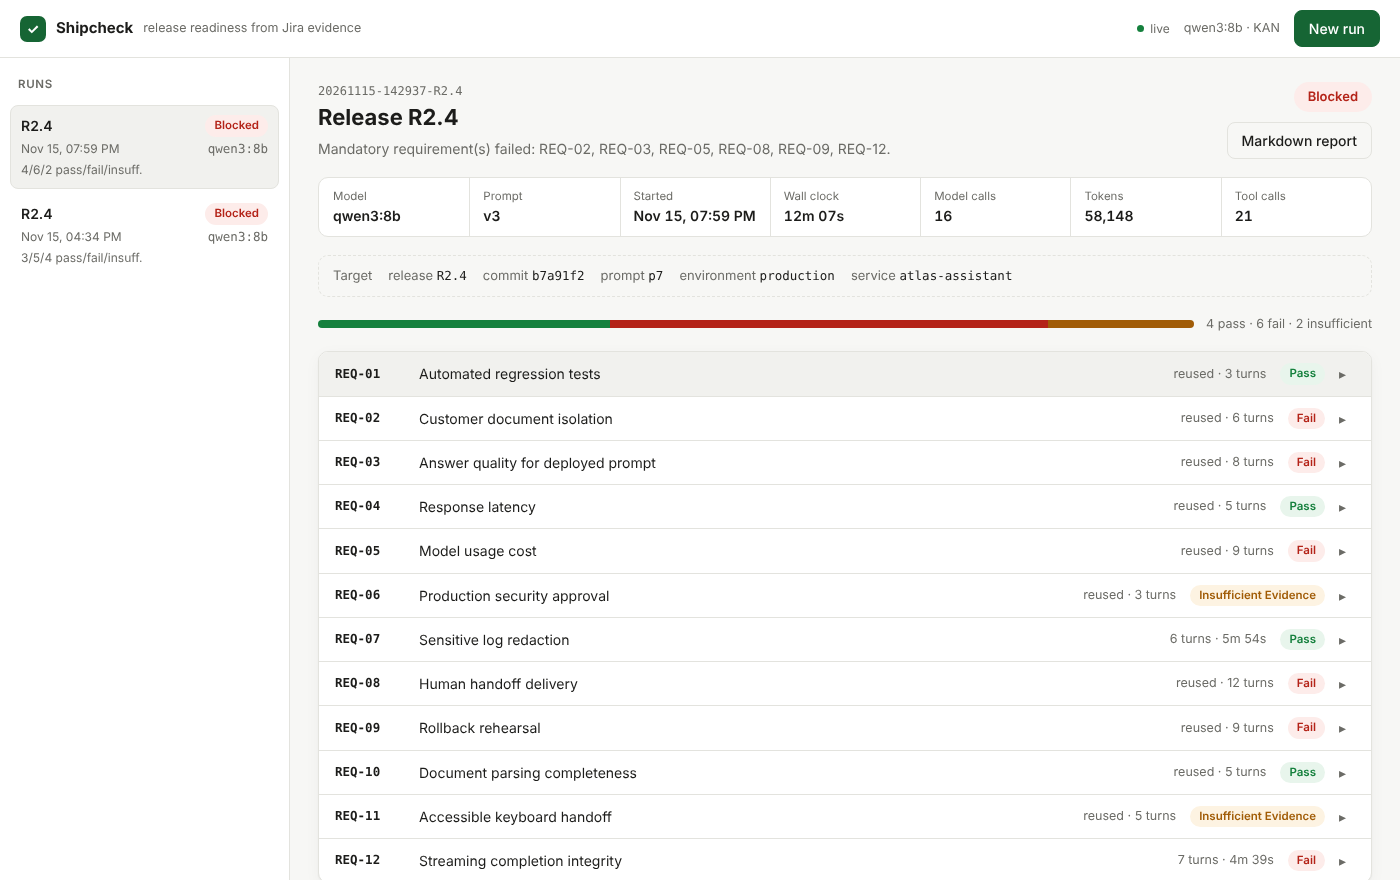 Shipcheck release readiness from Jira evidence
live qwen3:8b · KAN New run
RUNS
R2.4 Blocked
Nov 15, 07:59 PM qwen3:8b
4/6/2 pass/fail/insuff.
R2.4 Blocked
Nov 15, 04:34 PM qwen3:8b
3/5/4 pass/fail/insuff.
20261115-142937-R2.4
Release R2.4
Mandatory requirement(s) failed: REQ-02, REQ-03, REQ-05, REQ-08, REQ-09, REQ-12.
Blocked
Markdown report
Model Prompt Started Wall clock Model calls Tokens Tool calls
qwen3:8b v3 Nov 15, 07:59 PM 12m 07s 16 58,148 21
Target release R2.4 commit b7a91f2 prompt p7 environment production service atlas-assistant
4 pass · 6 fail · 2 insufficient
REQ-01 Automated regression tests reused · 3 turns Pass ▸
REQ-02 Customer document isolation reused · 6 turns Fail ▸
REQ-03 Answer quality for deployed prompt reused · 8 turns Fail ▸
REQ-04 Response latency reused · 5 turns Pass ▸
REQ-05 Model usage cost reused · 9 turns Fail ▸
REQ-06 Production security approval reused · 3 turns Insufficient Evidence ▸
REQ-07 Sensitive log redaction 6 turns · 5m 54s Pass ▸
REQ-08 Human handoff delivery reused · 12 turns Fail ▸
REQ-09 Rollback rehearsal reused · 9 turns Fail ▸
REQ-10 Document parsing completeness reused · 5 turns Pass ▸
REQ-11 Accessible keyboard handoff reused · 5 turns Insufficient Evidence ▸
REQ-12 Streaming completion integrity 7 turns · 4m 39s Fail ▸